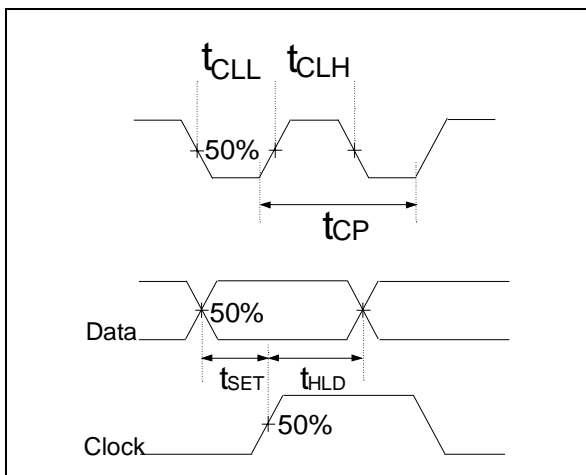 tCLL tCLH
50%
tCP
50%
Data
tSET tHLD
50%
Clock